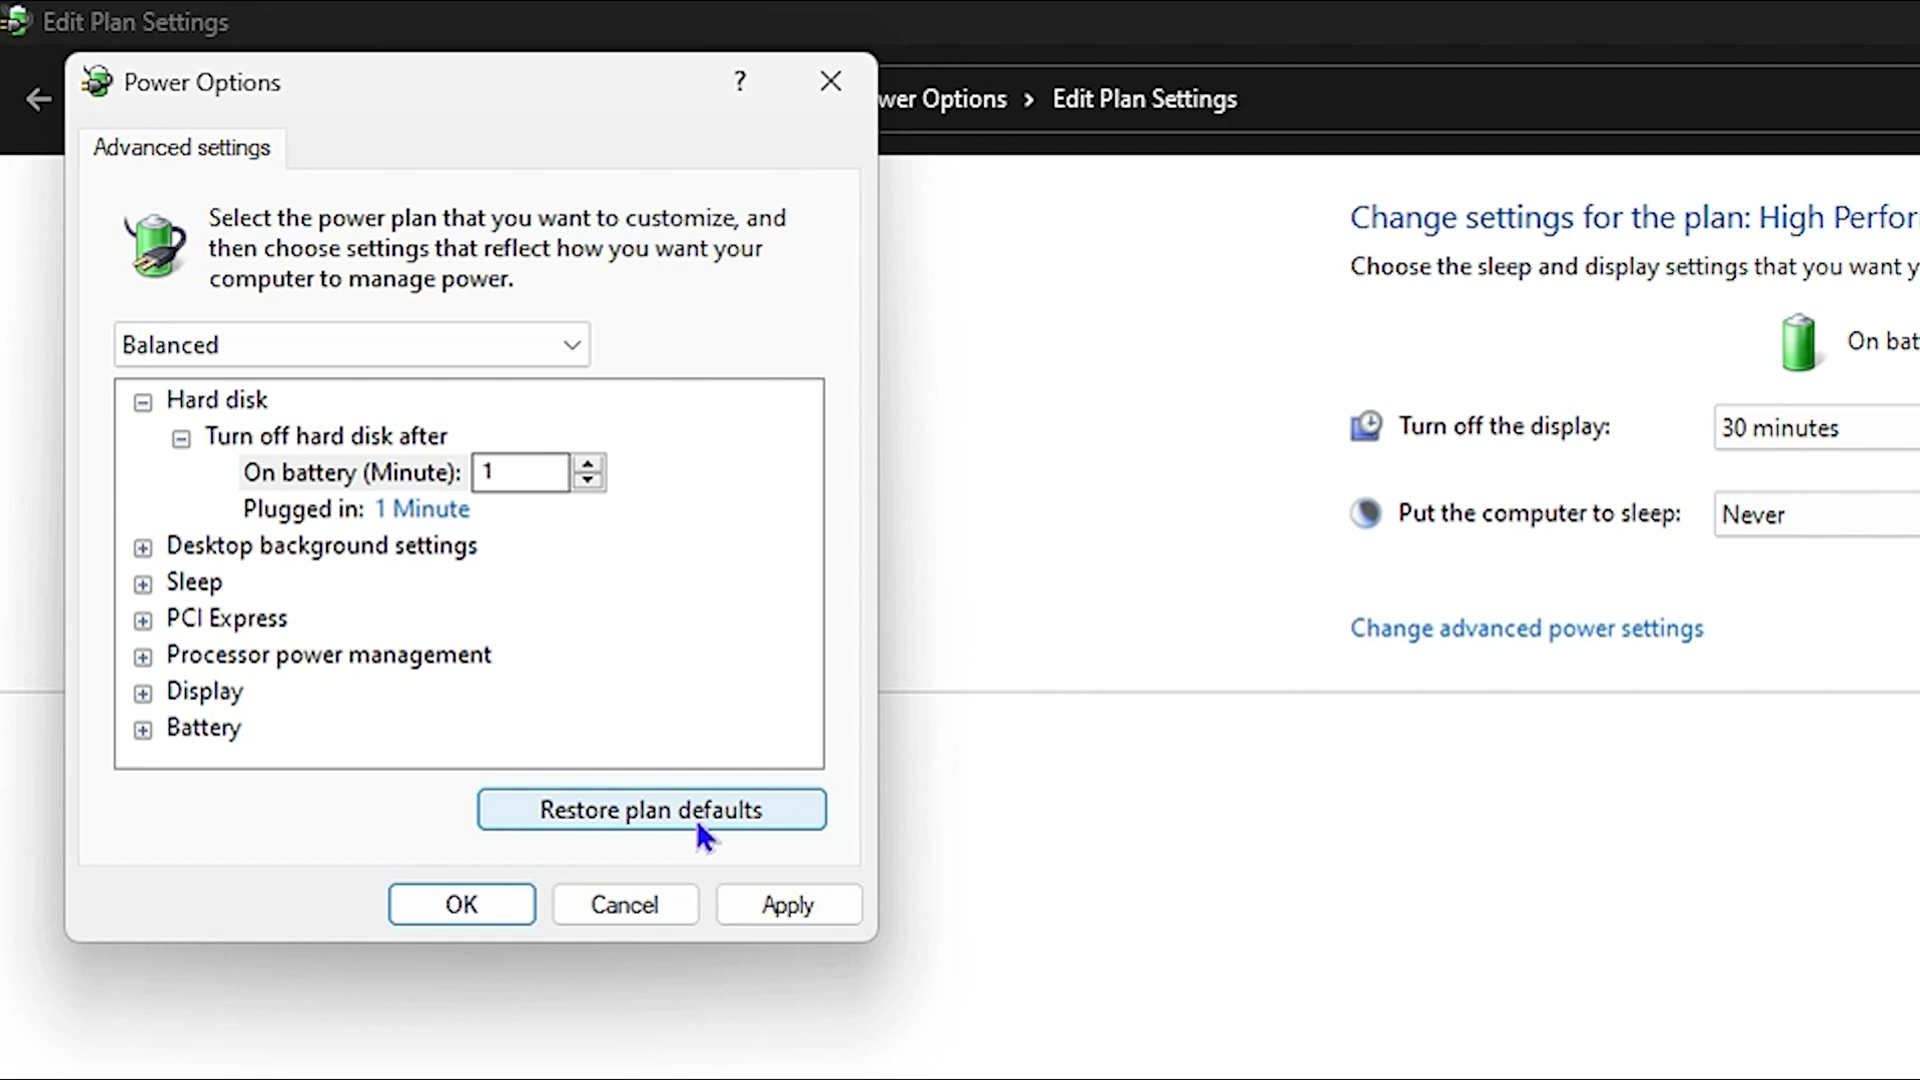 Edit Plan Settings
Power Options
?
wer Options › Edit Plan Settings
Advanced settings
Select the power plan that you want to customize, and
then choose settings that reflect how you want your
computer to manage power.
Balanced
Hard disk
Turn off hard disk after
On battery (Minute): 1
Plugged in: 1 Minute
Desktop background settings
Sleep
PCI Express
Processor power management
Display
Battery
Restore plan defaults
OK Cancel Apply
Change settings for the plan: High Perfor
Choose the sleep and display settings that you want y
On bat
Turn off the display: 30 minutes
Put the computer to sleep: Never
Change advanced power settings